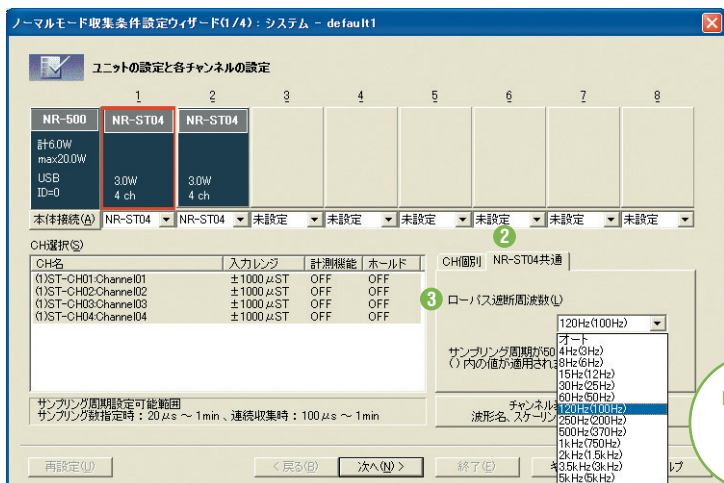 ノーマルモード収集条件設定ウィザード(1/4)：システム - default1
ユニットの設定と各チャンネルの設定
1 2 3 4 5 6 7 8
NR-500 NR-ST04 NR-ST04
計6.0W
max20.0W
USB 3.0W 3.0W
ID=0 4 ch 4 ch
本体接続(A) NR-ST04 NR-ST04 未設定 未設定 未設定 未設定 未設定 未設定
2
CH選択(S)
CH個別 NR-ST04共通
CH名 入力レンジ 計測機能 ホールド
(1)ST-CH01:Channel01 ±1000μST OFF OFF
(1)ST-CH02:Channel02 ±1000μST OFF OFF
(1)ST-CH03:Channel03 ±1000μST OFF OFF
(1)ST-CH04:Channel04 ±1000μST OFF OFF
3 ローパス遮断周波数(L)
120Hz(100Hz)
サンプリング周期が50
()内の値が適用され
オート
4Hz(3Hz)
8Hz(6Hz)
15Hz(12Hz)
30Hz(25Hz)
60Hz(50Hz)
120Hz(100Hz)
250Hz(200Hz)
500Hz(370Hz)
1kHz(750Hz)
2kHz(1.5kHz)
3.5kHz(3kHz)
5kHz(5kHz)
サンプリング周期設定可能範囲
サンプリング数指定時：20μs ～ 1min、連続収集時：100μs ～ 1min
チャンネル
波形名、スケーリン
再設定(U) < 戻る(B) 次へ(N) > 終了(E) キ ルプ